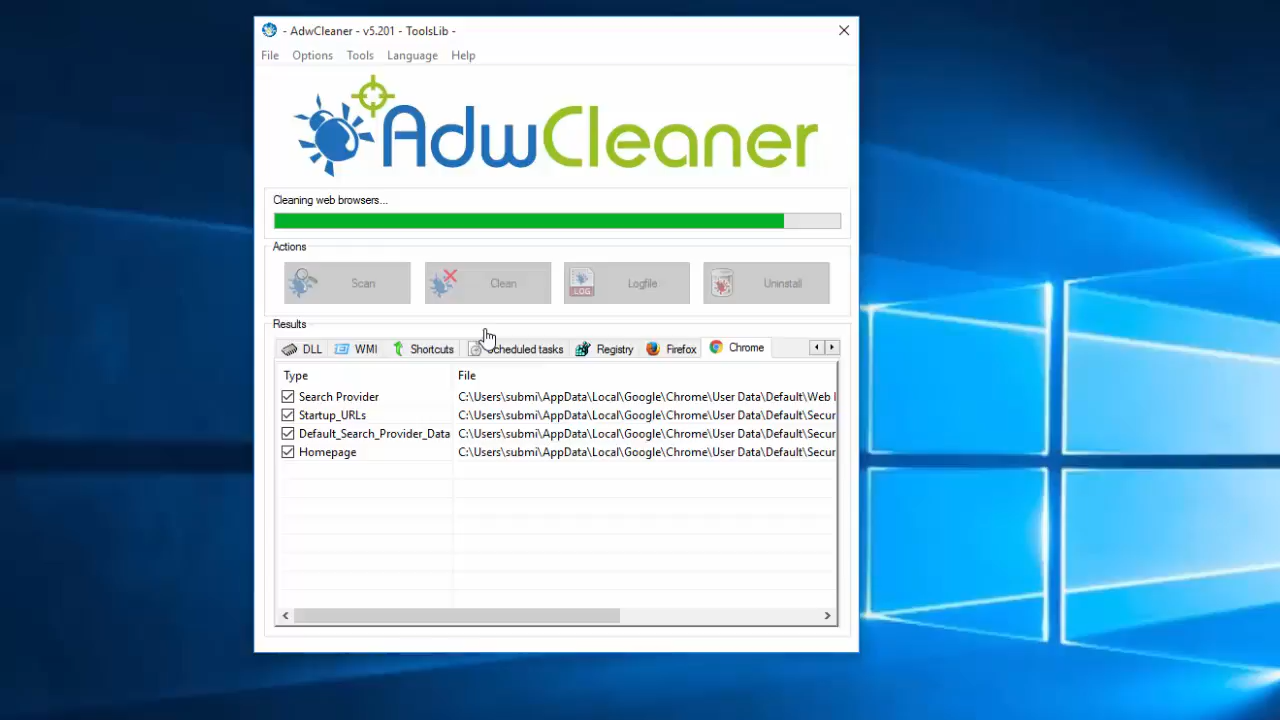 - AdwCleaner - v5.201 - ToolsLib -
File Options Tools Language Help
AdwCleaner
Cleaning web browsers...
Actions
Scan Clean LOG Logfile Uninstall
Results
DLL WMI Shortcuts Scheduled tasks Registry Firefox Chrome
Type File
Search Provider C:\Users\submi\AppData\Local\Google\Chrome\User Data\Default\Web
Startup_URLs C:\Users\submi\AppData\Local\Google\Chrome\User Data\Default\Secur
Default_Search_Provider_Data C:\Users\submi\AppData\Local\Google\Chrome\User Data\Default\Secur
Homepage C:\Users\submi\AppData\Local\Google\Chrome\User Data\Default\Secur